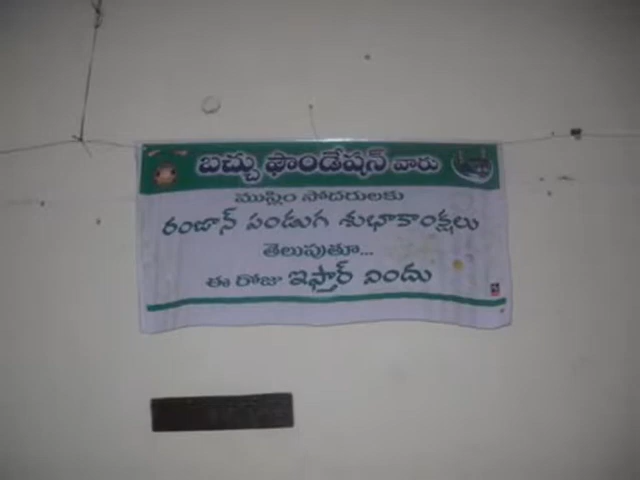 బచ్చు ఫౌండేషన్ వారు
ముస్లిం సోదరులకు
రంజాన్ పండుగ శుభాకాంక్షలు
తెలుపుతూ...
ఈ రోజు ఇఫ్తార్ విందు